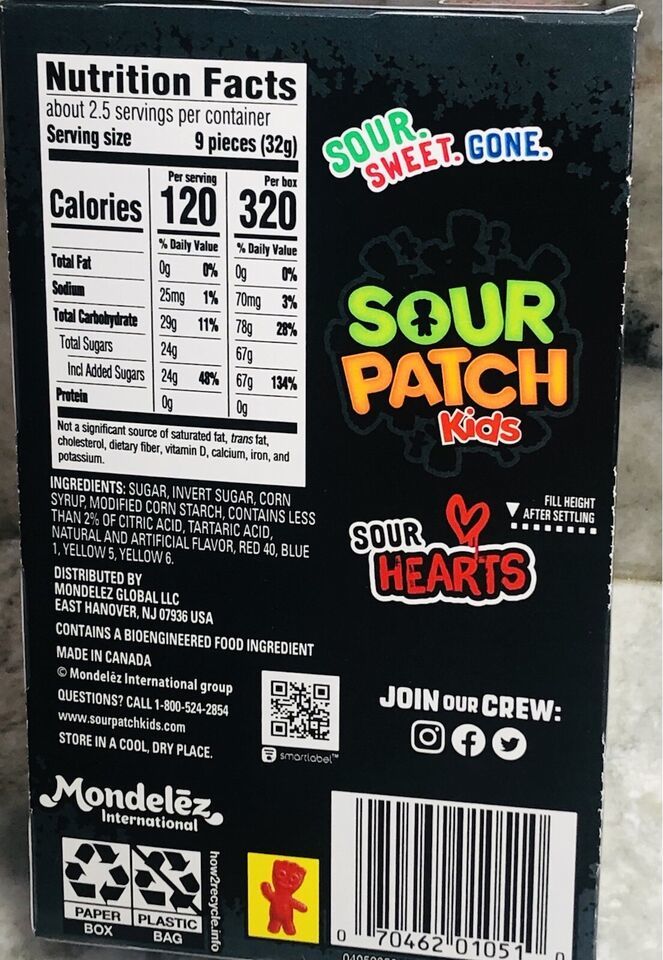 Nutrition Facts
about 2.5 servings per container
Serving size 9 pieces (32g)
Per serving Per box
Calories 120 320
% Daily Value % Daily Value
Total Fat 0g 0% 0g 0%
Sodium 25mg 1% 70mg 3%
Total Carbohydrate 29g 11% 78g 28%
Total Sugars 24g 67g
Incl Added Sugars 24g 48% 67g 134%
Protein 0g 0g
Not a significant source of saturated fat, trans fat,
cholesterol, dietary fiber, vitamin D, calcium, iron, and
potassium.
INGREDIENTS: SUGAR, INVERT SUGAR, CORN
SYRUP, MODIFIED CORN STARCH, CONTAINS LESS
THAN 2% OF CITRIC ACID, TARTARIC ACID,
NATURAL AND ARTIFICIAL FLAVOR, RED 40, BLUE
1, YELLOW 5, YELLOW 6.
DISTRIBUTED BY
MONDELEZ GLOBAL LLC
EAST HANOVER, NJ 07936 USA
CONTAINS A BIOENGINEERED FOOD INGREDIENT
MADE IN CANADA
© Mondelēz International group
QUESTIONS? CALL 1-800-524-2854
www.sourpatchkids.com
STORE IN A COOL, DRY PLACE.
smartlabel™
Mondelēz
International
PAPER
BOX
PLASTIC
BAG
how2recycle.info
SOUR.
SWEET. GONE.
SOUR
PATCH
Kids
FILL HEIGHT
AFTER SETTLING
SOUR
HEARTS
JOIN OUR CREW:
0 70462 01051 0